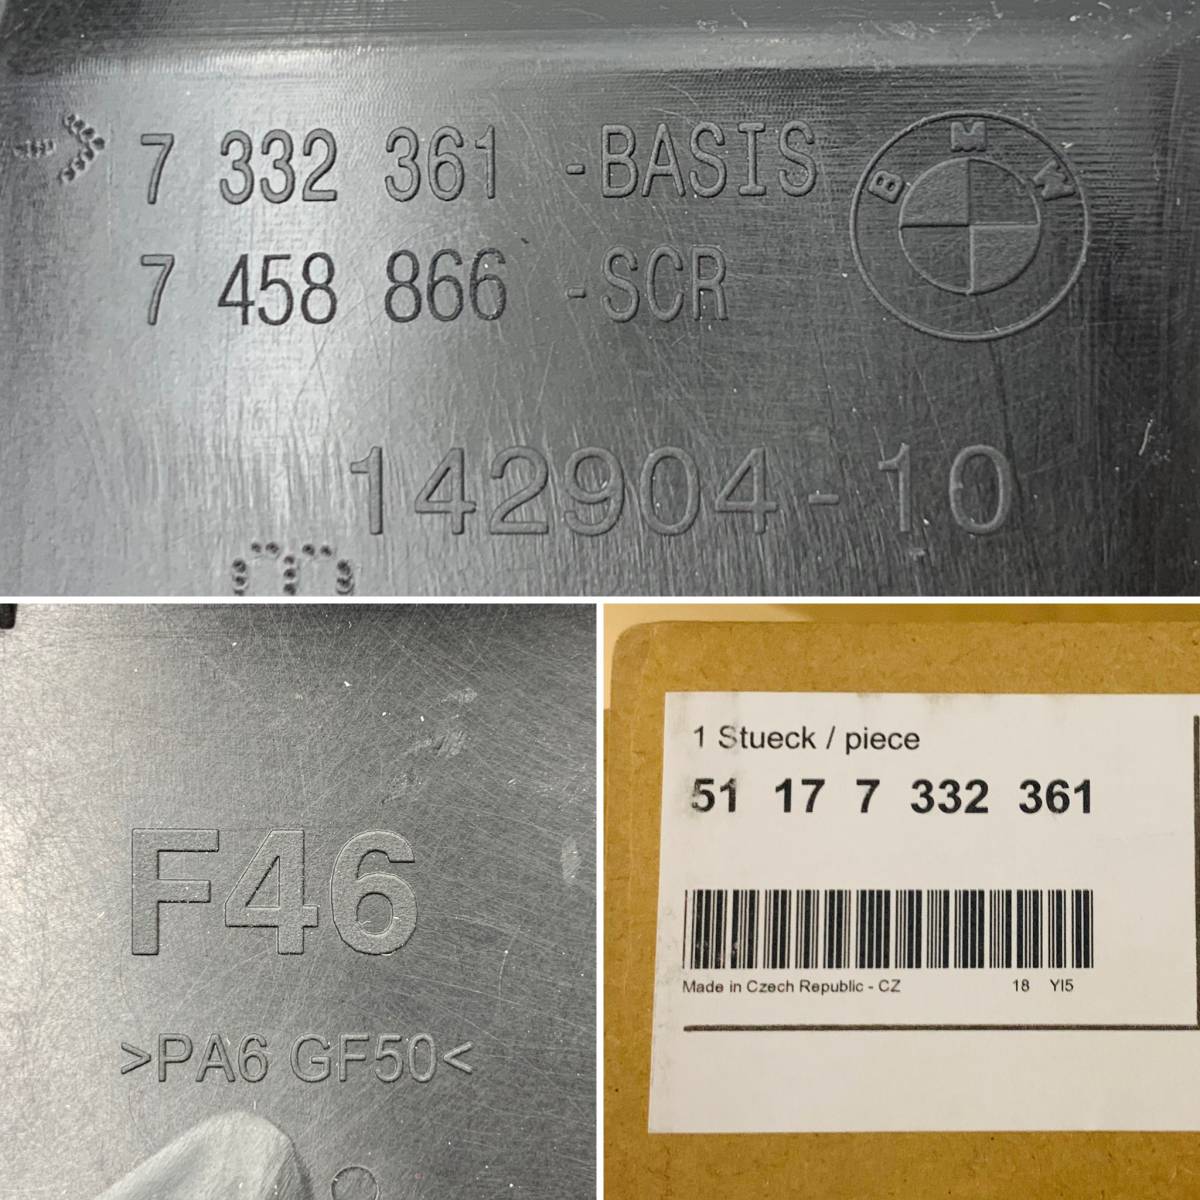 7 332 361 -BASIS
7 458 866 -SCR
BMW
142904-10
F46
>PA6 GF50<
1 Stueck / piece
51 17 7 332 361
Made in Czech Republic - CZ 18 YI5